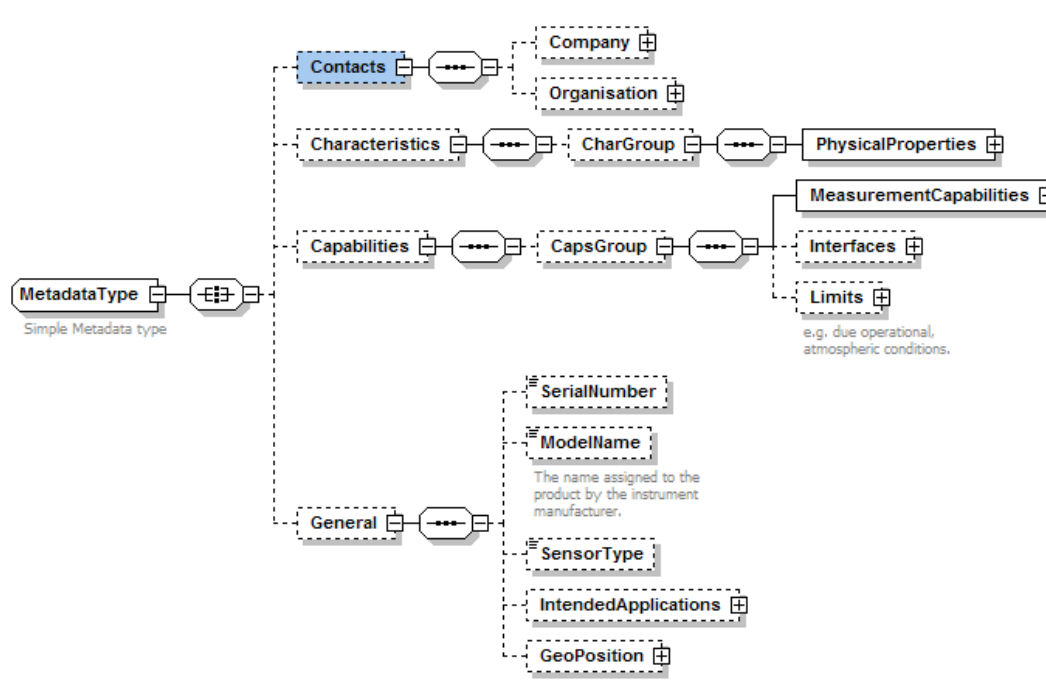 Company
Contacts
Organisation
Characteristics
CharGroup
PhysicalProperties
MeasurementCapabilities
Capabilities
CapsGroup
Interfaces
MetadataType
Simple Metadata type
Limits
e.g. due operational,
atmospheric conditions.
SerialNumber
ModelName
The name assigned to the
product by the instrument
manufacturer.
General
SensorType
IntendedApplications
GeoPosition